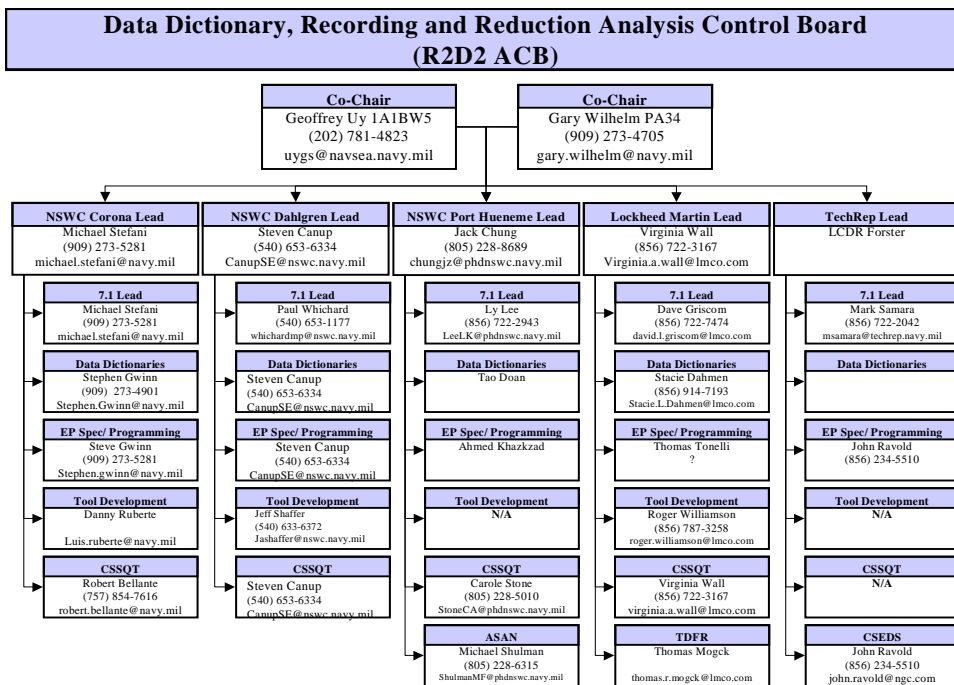 Data Dictionary, Recording and Reduction Analysis Control Board
(R2D2 ACB)
Co-Chair
Geoffrey Uy 1A1BW5
(202) 781-4823
uygs@navsea.navy.mil
Co-Chair
Gary Wilhelm PA34
(909) 273-4705
gary.wilhelm@navy.mil
NSWC Corona Lead
Michael Stefani
(909) 273-5281
michael.stefani@navy.mil
NSWC Dahlgren Lead
Steven Canup
(540) 653-6334
CanupSE@nswc.navy.mil
NSWC Port Hueneme Lead
Jack Chung
(805) 228-8689
chungjz@phdnswc.navy.mil
Lockheed Martin Lead
Virginia Wall
(856) 722-3167
Virginia.a.wall@lmco.com
TechRep Lead
LCDR Forster
7.1 Lead
Michael Stefani
(909) 273-5281
michael.stefani@navy.mil
7.1 Lead
Paul Whichard
(540) 653-1177
whichardmp@nswc.navy.mil
7.1 Lead
Ly Lee
(856) 722-2943
LeeLK@phdnswc.navy.mil
7.1 Lead
Dave Griscom
(856) 722-7474
david.l.griscom@lmco.com
7.1 Lead
Mark Samara
(856) 722-2042
msamara@techrep.navy.mil
Data Dictionaries
Stephen Gwinn
(909) 273-4901
Stephen.Gwinn@navy.mil
Data Dictionaries
Steven Canup
(540) 653-6334
CanupSE@nswc.navy.mil
Data Dictionaries
Tao Doan
Data Dictionaries
Stacie Dahmen
(856) 914-7193
Stacie.L.Dahmen@lmco.com
Data Dictionaries
EP Spec/ Programming
Steve Gwinn
(909) 273-5281
Stephen.gwinn@navy.mil
EP Spec/ Programming
Steven Canup
(540) 653-6334
CanupSE@nswc.navy.mil
EP Spec/ Programming
Ahmed Khazkzad
EP Spec/ Programming
Thomas Tonelli
?
EP Spec/ Programming
John Ravold
(856) 234-5510
Tool Development
Danny Ruberte
Luis.ruberte@navy.mil
Tool Development
Jeff Shaffer
(540) 633-6372
Jashaffer@nswc.navy.mil
Tool Development
N/A
Tool Development
Roger Williamson
(856) 787-3258
roger.williamson@lmco.com
Tool Development
N/A
CSSQT
Robert Bellante
(757) 854-7616
robert.bellante@navy.mil
CSSQT
Steven Canup
(540) 653-6334
CanupSE@nswc.navy.mil
CSSQT
Carole Stone
(805) 228-5010
StoneCA@phdnswc.navy.mil
CSSQT
Virginia Wall
(856) 722-3167
virginia.a.wall@lmco.com
CSSQT
N/A
ASAN
Michael Shulman
(805) 228-6315
ShulmanMF@phdnswc.navy.mil
TDFR
Thomas Mogck
thomas.r.mogck@lmco.com
CSEDS
John Ravold
(856) 234-5510
john.ravold@ngc.com